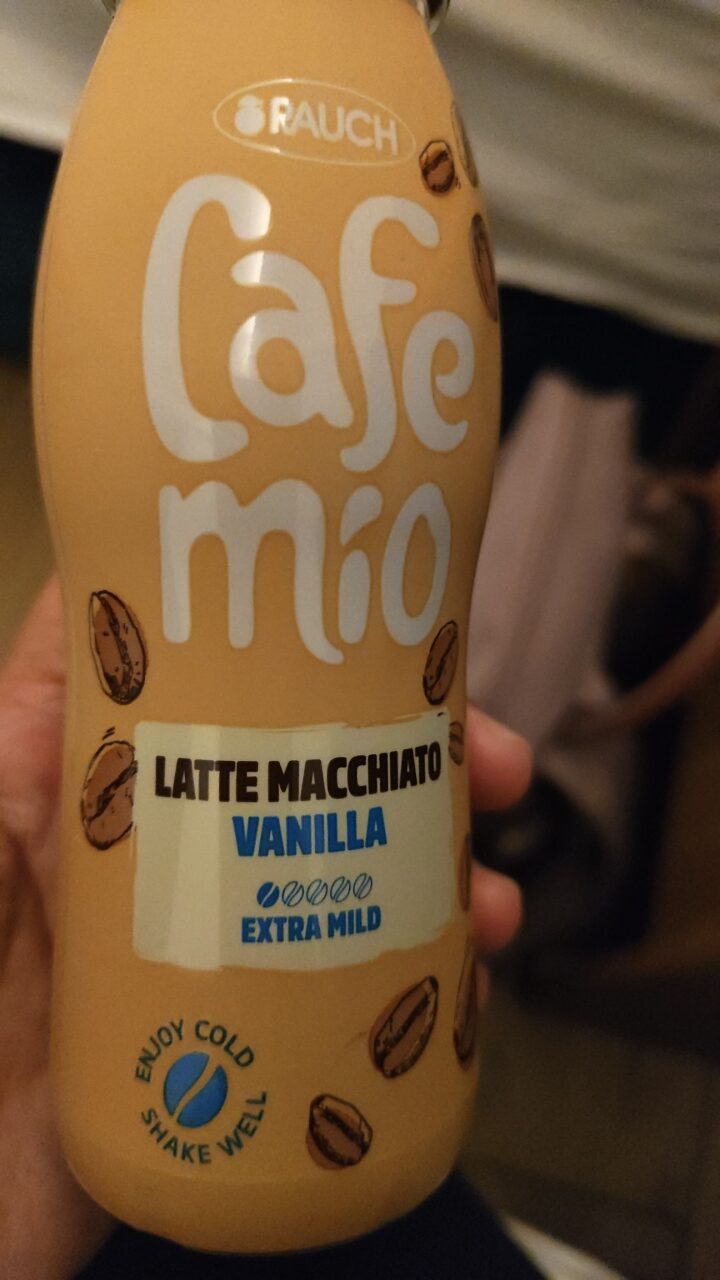 RAUCH
Cafe
mio
LATTE MACCHIATO
VANILLA
EXTRA MILD
ENJOY COLD
SHAKE WELL